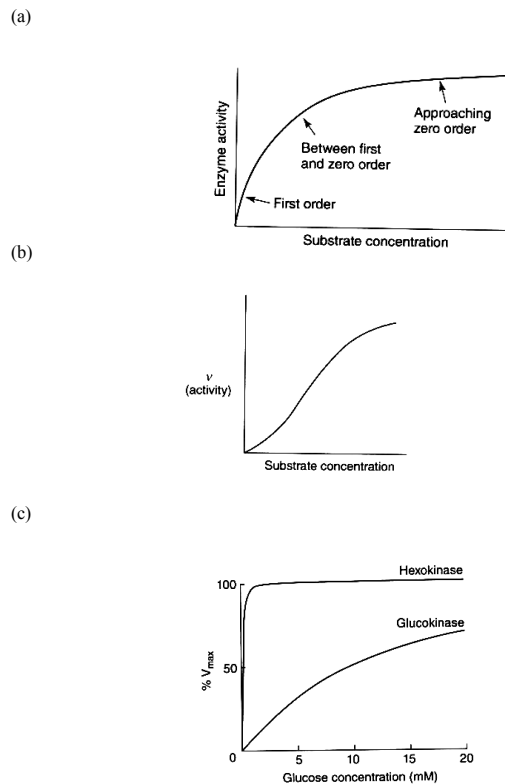 (a)
Enzyme activity
Approaching
zero order
Between first
and zero order
First order
Substrate concentration
(b)
v
(activity)
Substrate concentration
(c)
Hexokinase
100
Glucokinase
% Vmax
50
0
5
10
15
20
Glucose concentration (mM)